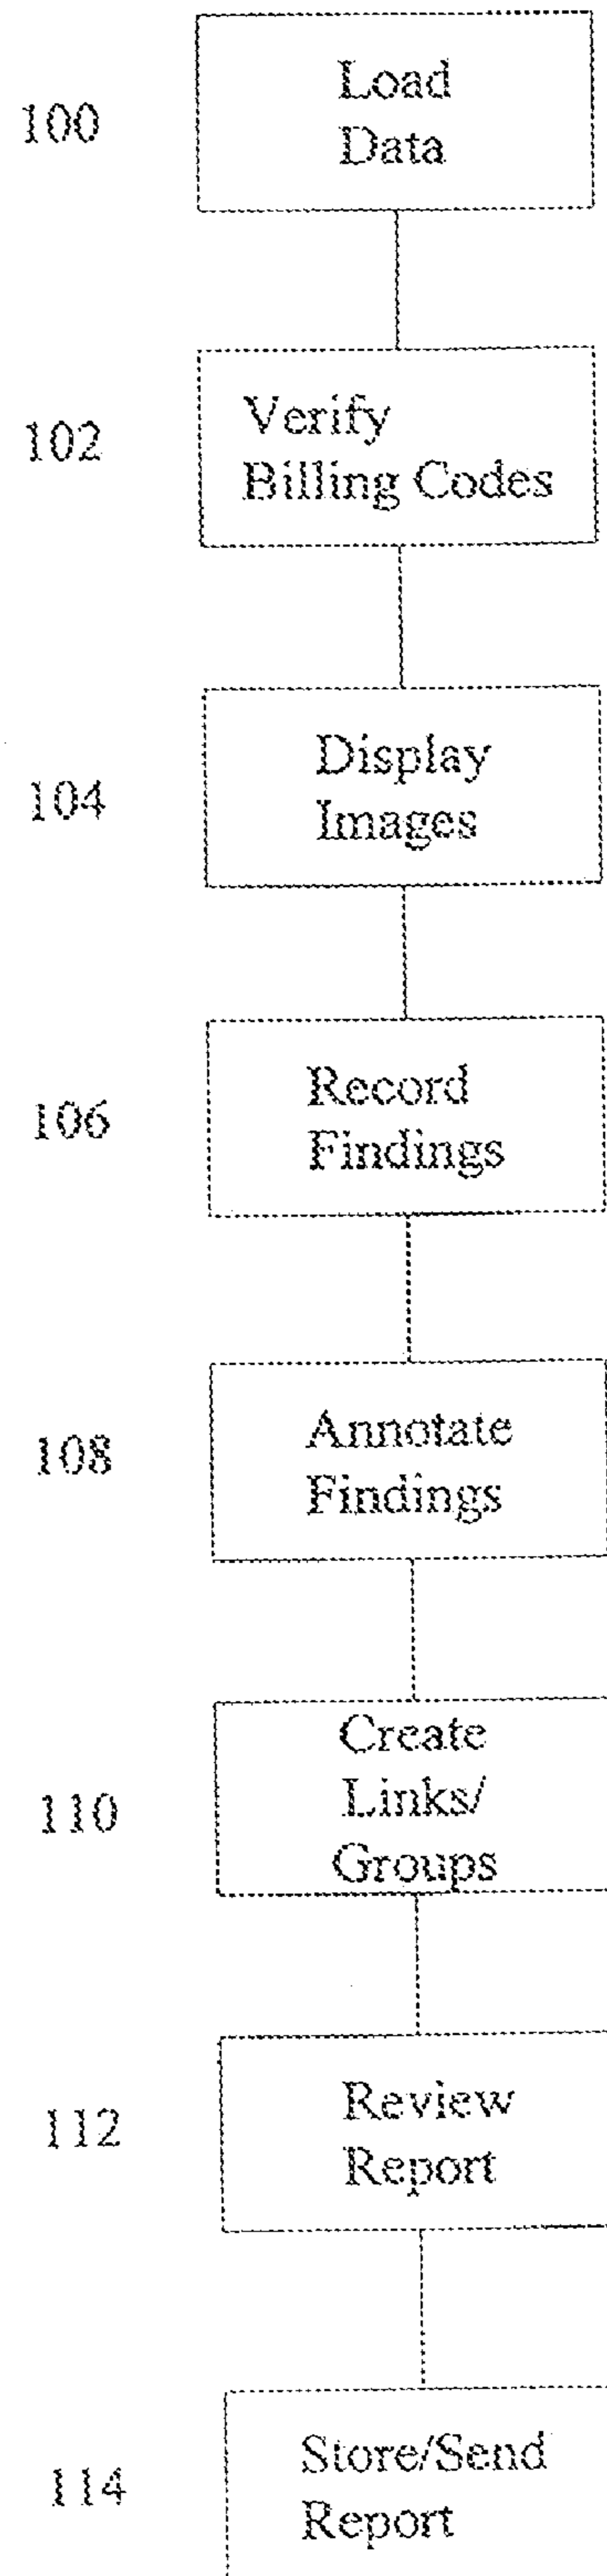 100
Load
Data
102
Verify
Billing Codes
104
Display
Images
106
Record
Findings
108
Annotate
Findings
110
Create
Links/
Groups
112
Review
Report
114
Store/Send
Report